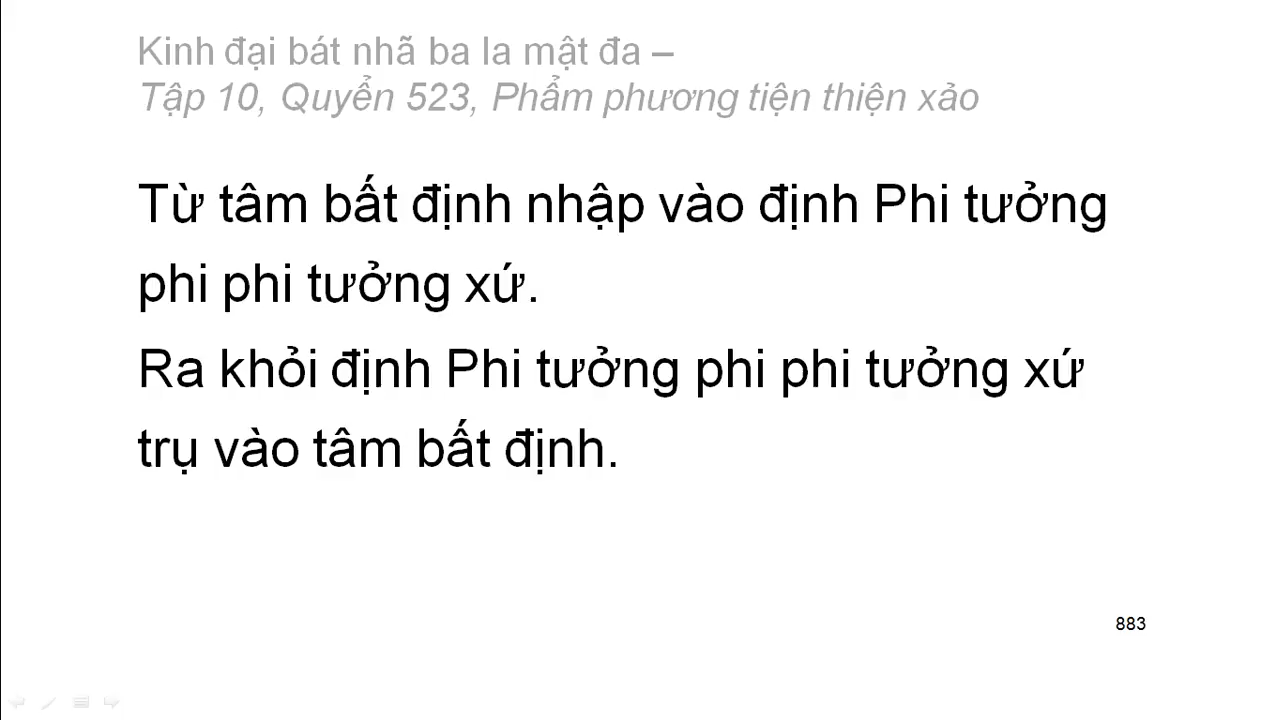 Kinh đại bát nhã ba la mật đa –
Tập 10, Quyển 523, Phẩm phương tiện thiện xảo
Từ tâm bất định nhập vào định Phi tưởng
phi phi tưởng xứ.
Ra khỏi định Phi tưởng phi phi tưởng xứ
trụ vào tâm bất định.
883